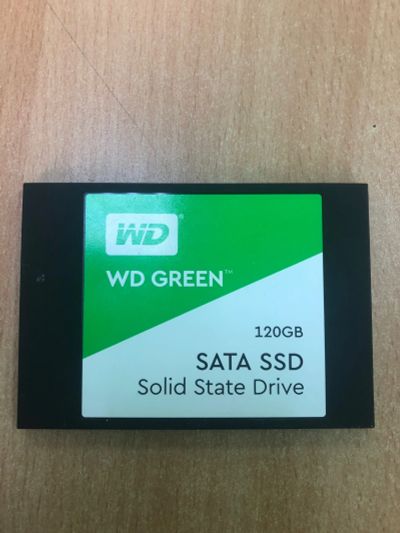 WD®
WD GREEN™
120GB
SATA SSD
Solid State Drive